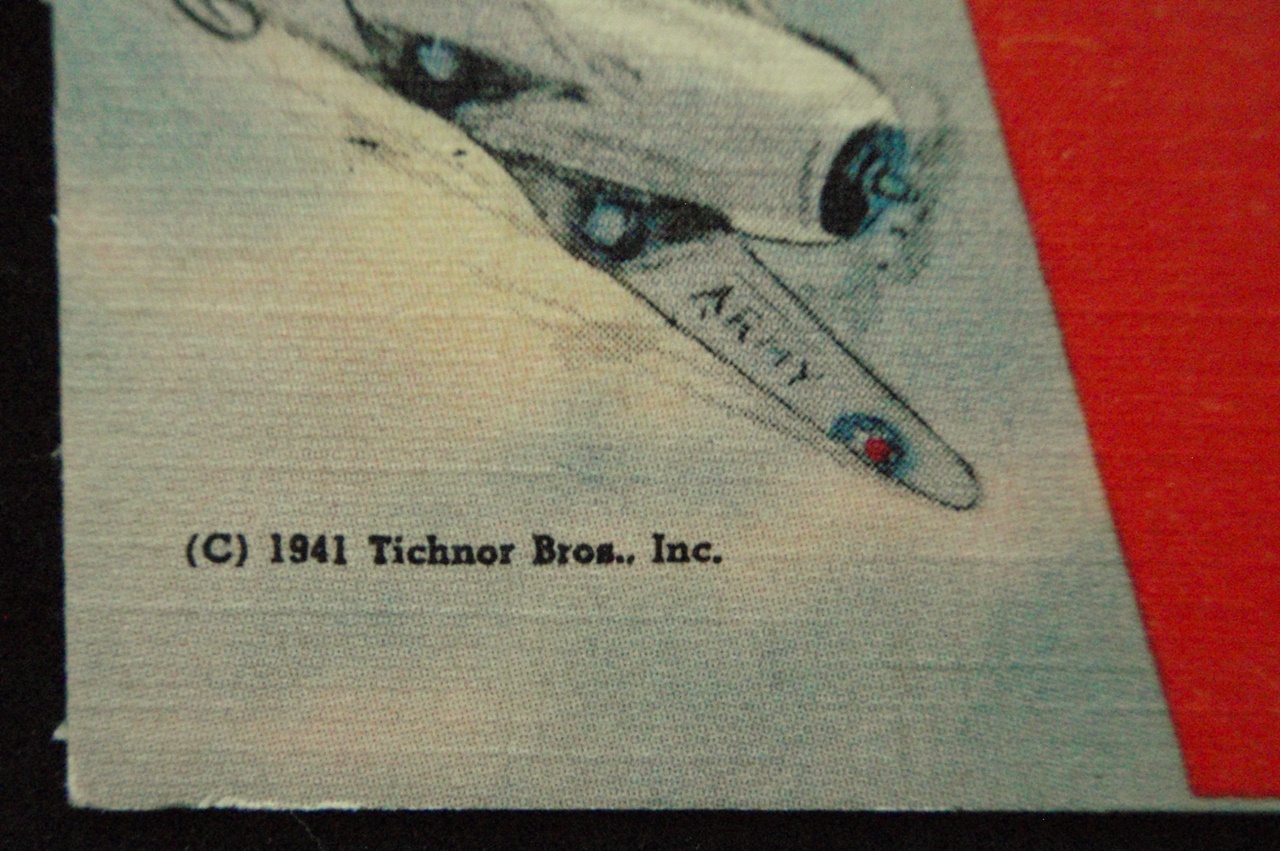 ARMY
(C) 1941 Tichnor Bros., Inc.